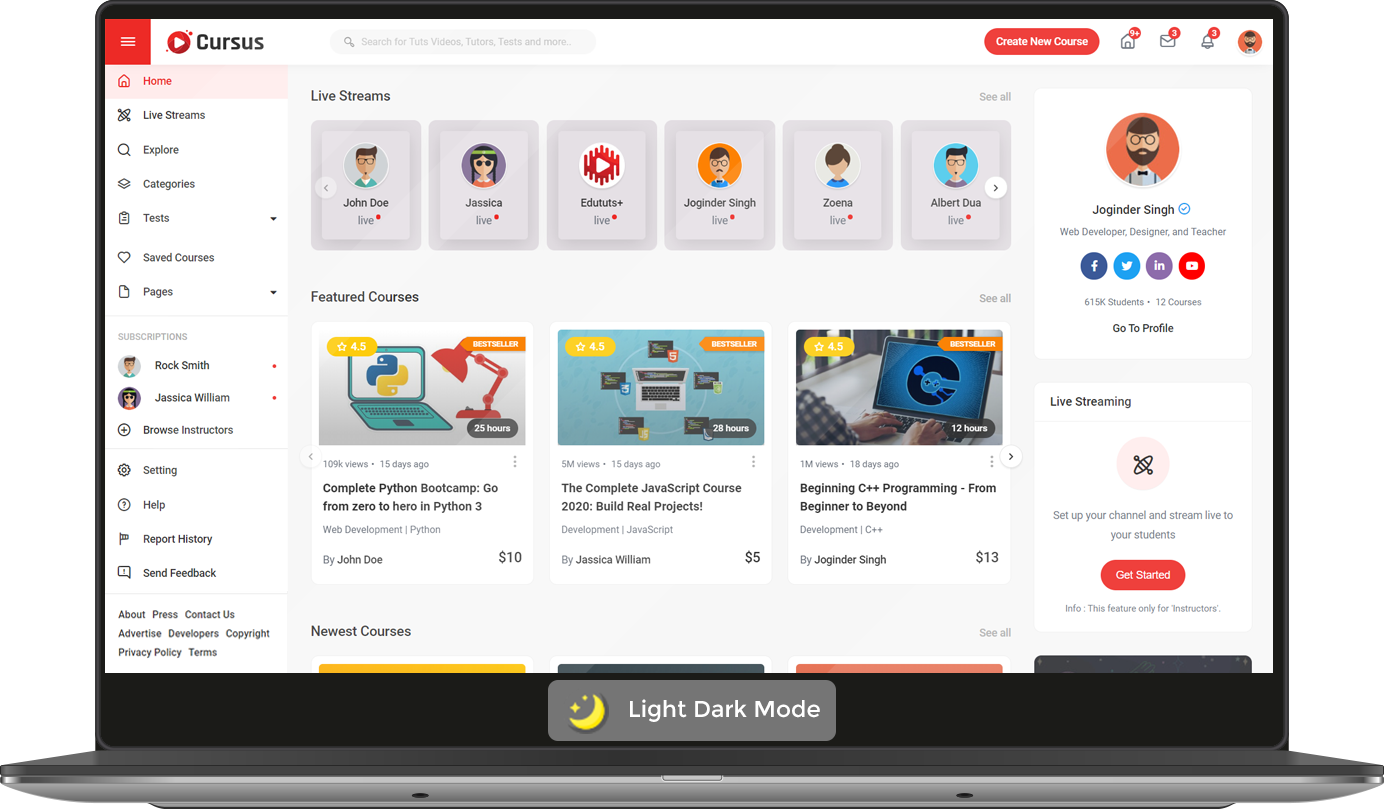 Cursus
Search for Tuts Videos, Tutors, Tests and more..
Create New Course
9+
3
3
Home
Live Streams
Explore
Categories
Tests
Saved Courses
Pages
SUBSCRIPTIONS
Rock Smith
Jassica William
Browse Instructors
Setting
Help
Report History
Send Feedback
About Press Contact Us
Advertise Developers Copyright
Privacy Policy Terms
Live Streams
See all
John Doe
live
Jassica
live
Edututs+
live
Joginder Singh
live
Zoena
live
Albert Dua
live
Featured Courses
See all
4.5
BESTSELLER
25 hours
109k views • 15 days ago
Complete Python Bootcamp: Go
from zero to hero in Python 3
Web Development | Python
By John Doe
$10
4.5
BESTSELLER
28 hours
5M views • 15 days ago
The Complete JavaScript Course
2020: Build Real Projects!
Development | JavaScript
By Jassica William
$5
4.5
BESTSELLER
12 hours
1M views • 18 days ago
Beginning C++ Programming - From
Beginner to Beyond
Development | C++
By Joginder Singh
$13
Newest Courses
See all
Joginder Singh
Web Developer, Designer, and Teacher
615K Students • 12 Courses
Go To Profile
Live Streaming
Set up your channel and stream live to
your students
Get Started
Info : This feature only for 'Instructors'.
Light Dark Mode